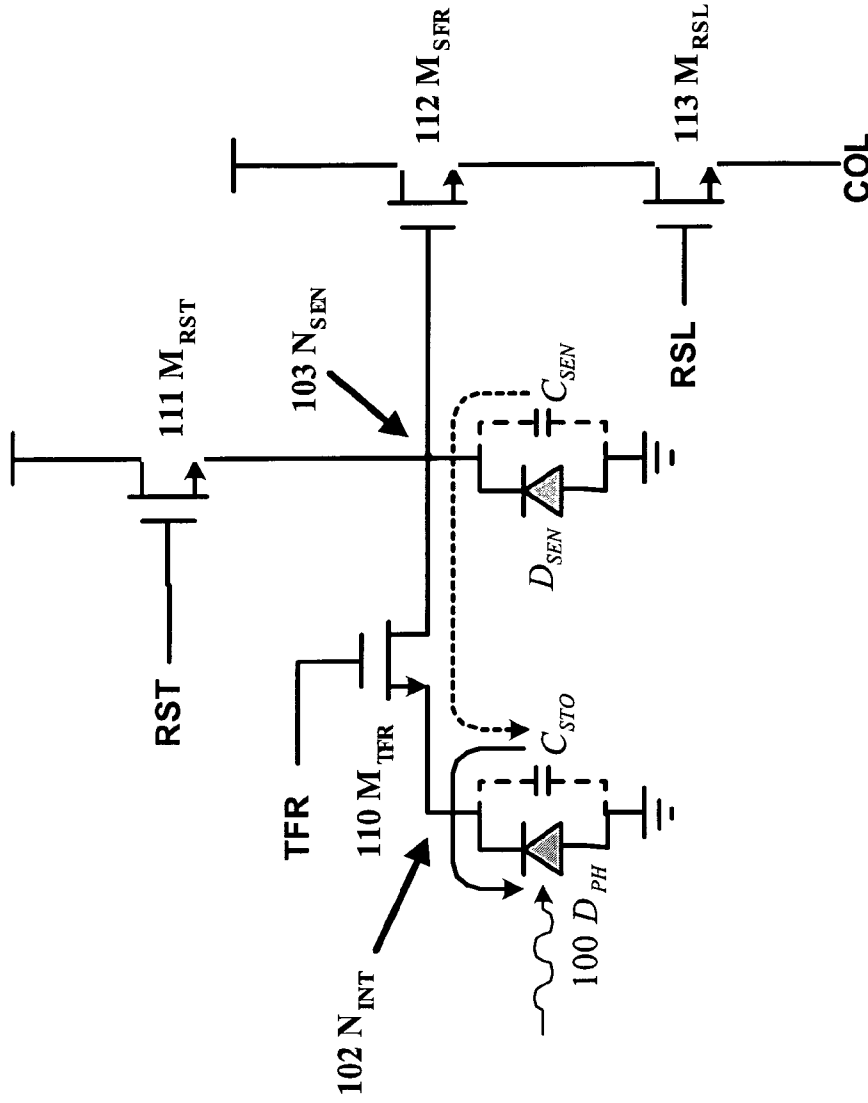 RST
111 M_RST
TFR
103 N_SEN
112 M_SFR
102 N_INT
110 M_TFR
100 D_PH
C_STO
D_SEN
C_SEN
RSL
113 M_RSL
COL